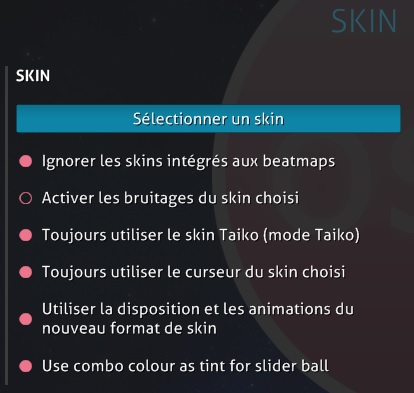 SKIN
SKIN
Sélectionner un skin
Ignorer les skins intégrés aux beatmaps
Activer les bruitages du skin choisi
Toujours utiliser le skin Taiko (mode Taiko)
Toujours utiliser le curseur du skin choisi
Utiliser la disposition et les animations du
nouveau format de skin
Use combo colour as tint for slider ball